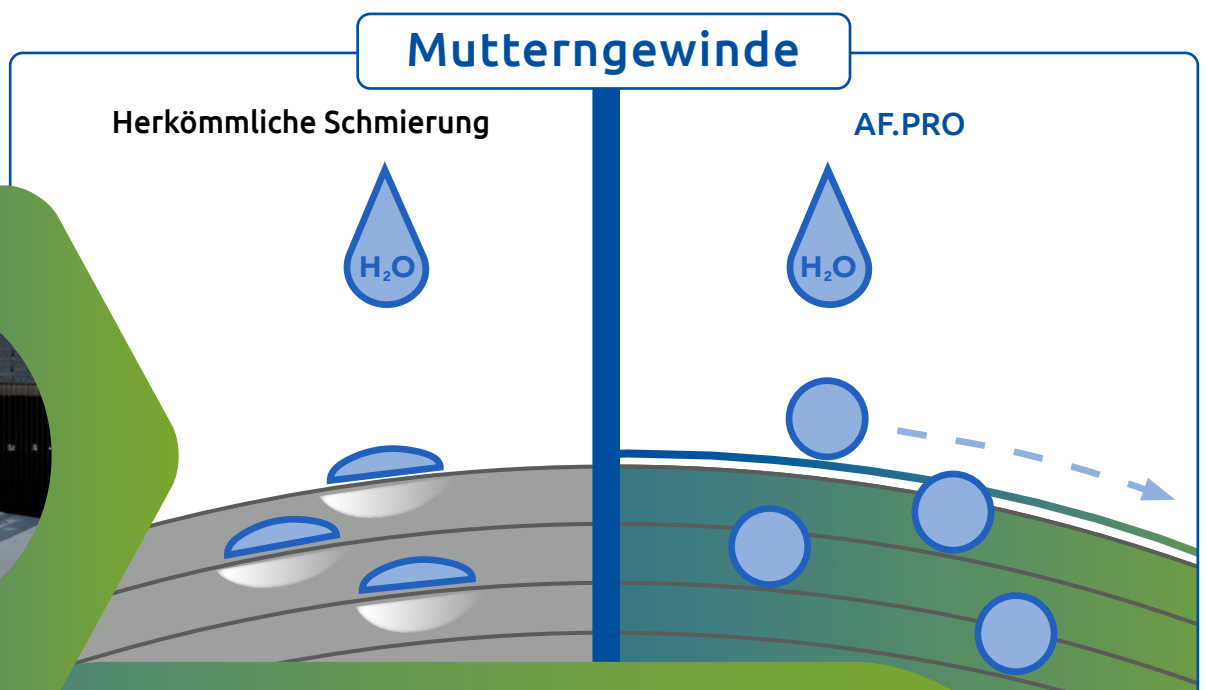 Mutterngewinde
Herkömmliche Schmierung
AF.PRO
H₂O
H₂O